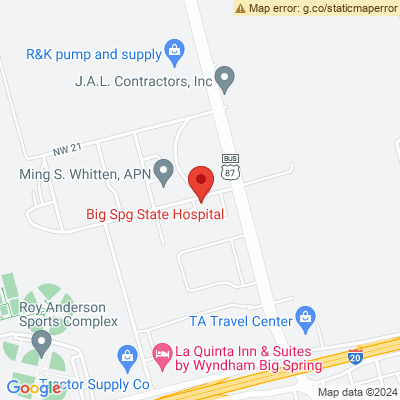 Map error: g.co/staticmaperror
R&K pump and supply
J.A.L. Contractors, Inc
NW 21
BUS
87
Ming S. Whitten, APN
Big Spg State Hospital
Roy Anderson
Sports Complex
TA Travel Center
La Quinta Inn & Suites
by Wyndham Big Spring
20
Tractor Supply Co
Google
Map data ©2024